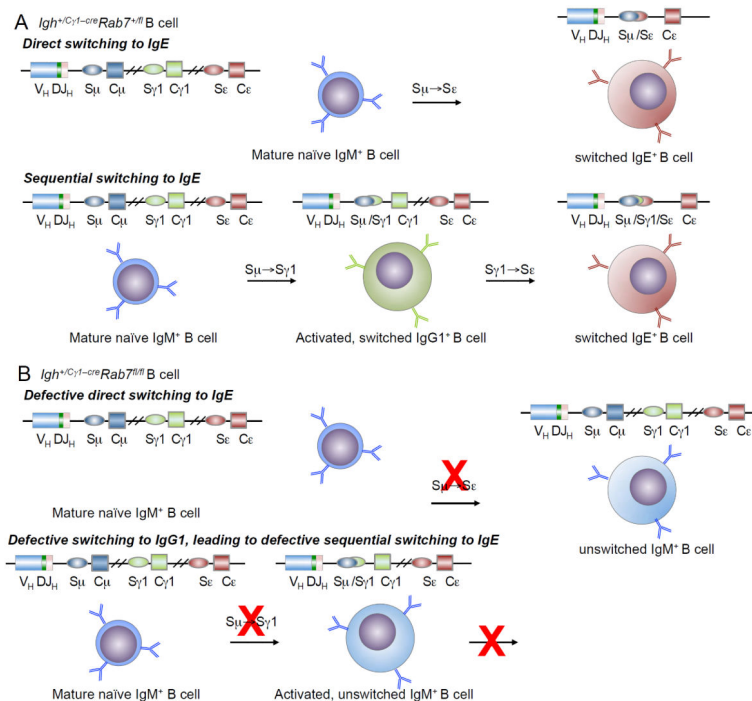 A
Igh+/Cγ1–creRab7+/fl B cell
Direct switching to IgE
VH DJH Sμ Cμ Sγ1 Cγ1 Sε Cε
VH DJH Sμ/Sε Cε
Sμ→Sε
Mature naïve IgM+ B cell
switched IgE+ B cell
Sequential switching to IgE
VH DJH Sμ Cμ Sγ1 Cγ1 Sε Cε
VH DJH Sμ/Sγ1 Cγ1 Sε Cε
VH DJH Sμ/Sγ1/Sε Cε
Sμ→Sγ1
Sγ1→Sε
Mature naïve IgM+ B cell
Activated, switched IgG1+ B cell
switched IgE+ B cell
B
Igh+/Cγ1–creRab7fl/fl B cell
Defective direct switching to IgE
VH DJH Sμ Cμ Sγ1 Cγ1 Sε Cε
VH DJH Sμ Cμ Sγ1 Cγ1 Sε Cε
Sμ→Sε
Mature naïve IgM+ B cell
unswitched IgM+ B cell
Defective switching to IgG1, leading to defective sequential switching to IgE
VH DJH Sμ Cμ Sγ1 Cγ1 Sε Cε
VH DJH Sμ/Sγ1 Cγ1 Sε Cε
Sμ→Sγ1
Mature naïve IgM+ B cell
Activated, unswitched IgM+ B cell